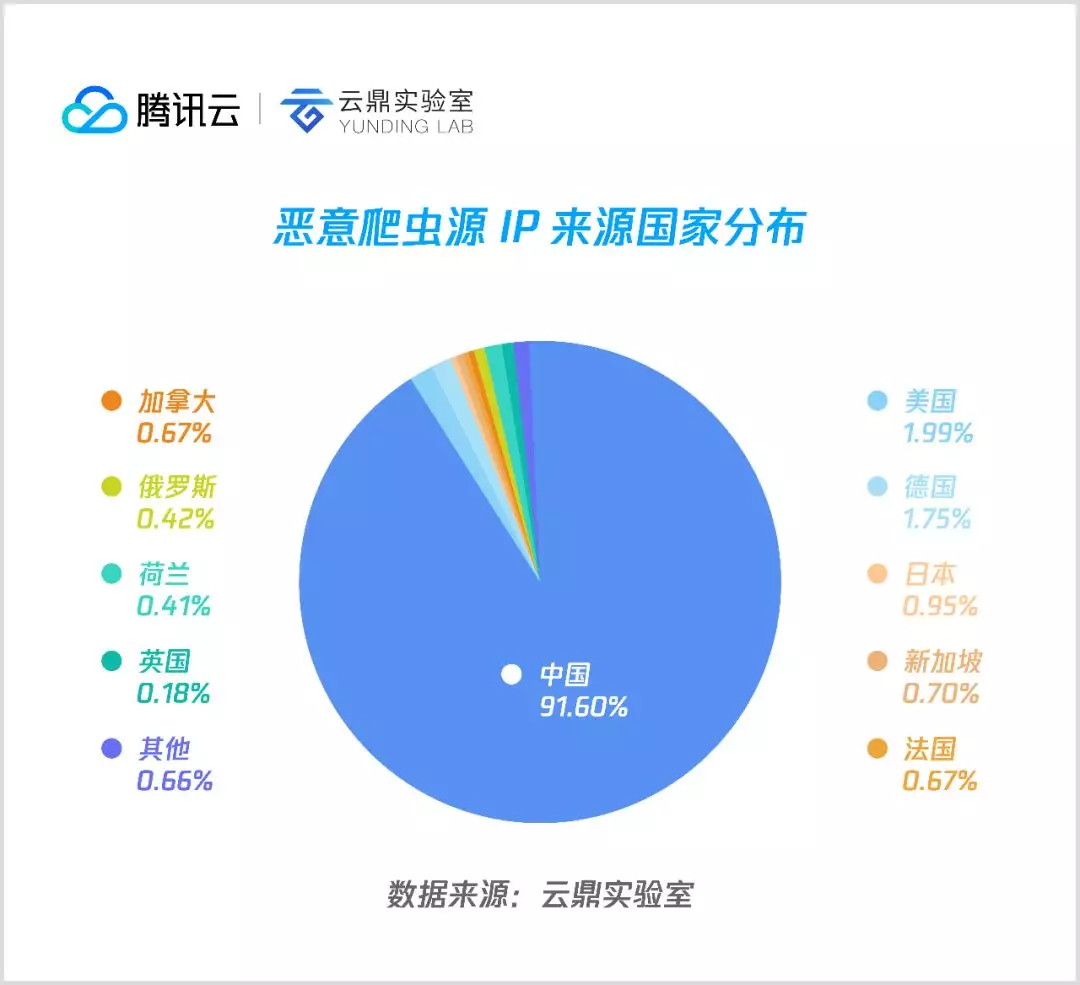 腾讯云
云鼎实验室
YUNDING LAB
恶意爬虫源 IP 来源国家分布
加拿大
0.67%
俄罗斯
0.42%
荷兰
0.41%
英国
0.18%
其他
0.66%
中国
91.60%
美国
1.99%
德国
1.75%
日本
0.95%
新加坡
0.70%
法国
0.67%
数据来源：云鼎实验室